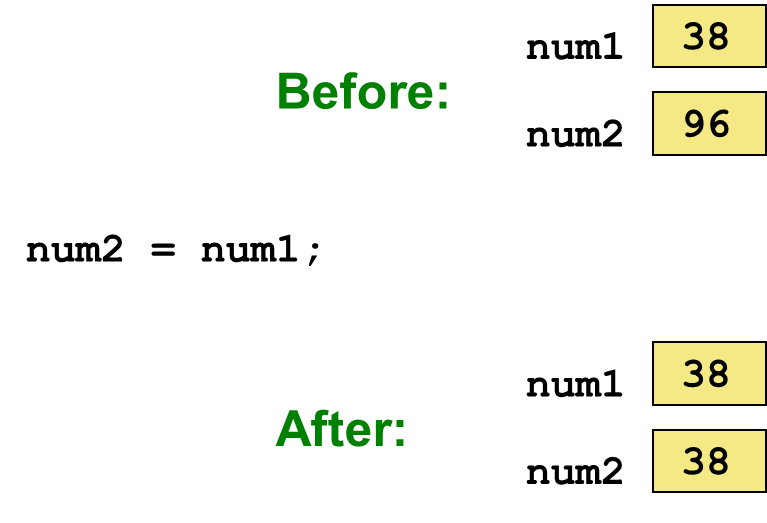 num1 38
Before:
num2 96
num2 = num1;
num1 38
After:
num2 38